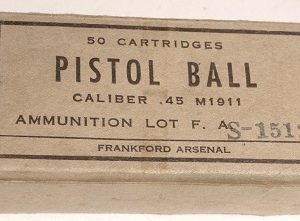 50 CARTRIDGES
PISTOL BALL
CALIBER .45 M1911
AMMUNITION LOT F. A. S-151
FRANKFORD ARSENAL